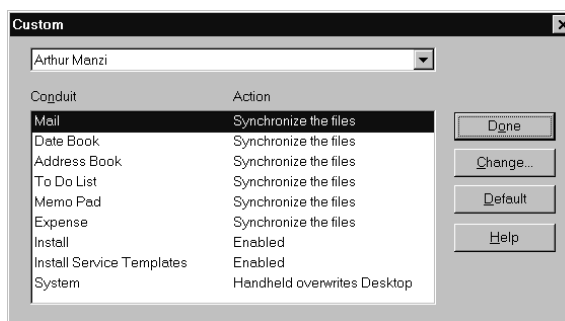 Custom
Arthur Manzi
Conduit Action
Mail Synchronize the files
Date Book Synchronize the files
Address Book Synchronize the files
To Do List Synchronize the files
Memo Pad Synchronize the files
Expense Synchronize the files
Install Enabled
Install Service Templates Enabled
System Handheld overwrites Desktop
Done
Change...
Default
Help